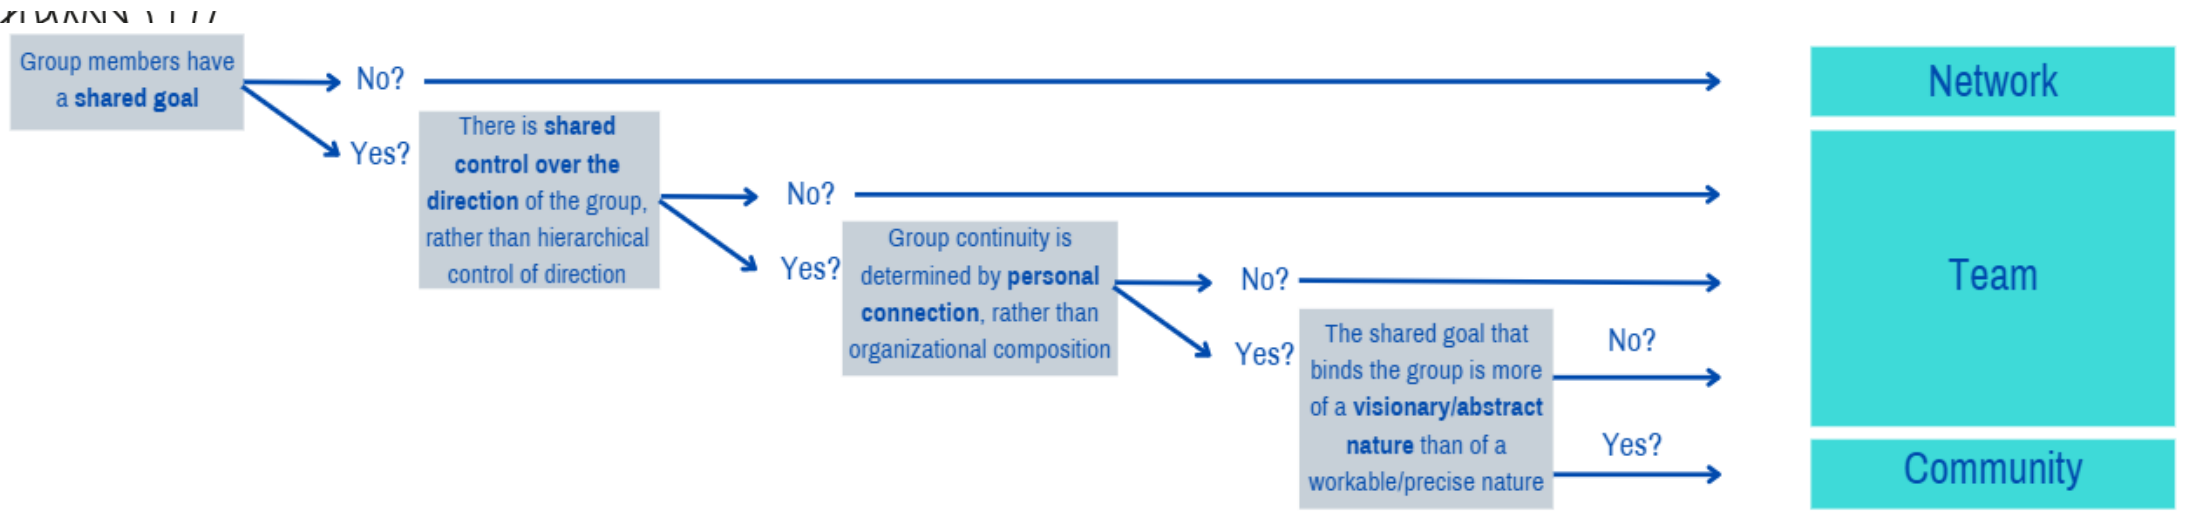 Group members have
a shared goal
No?
Yes?
There is shared
control over the
direction of the group,
rather than hierarchical
control of direction
No?
Yes?
Group continuity is
determined by personal
connection, rather than
organizational composition
No?
Yes?
The shared goal that
binds the group is more
of a visionary/abstract
nature than of a
workable/precise nature
No?
Yes?
Network
Team
Community